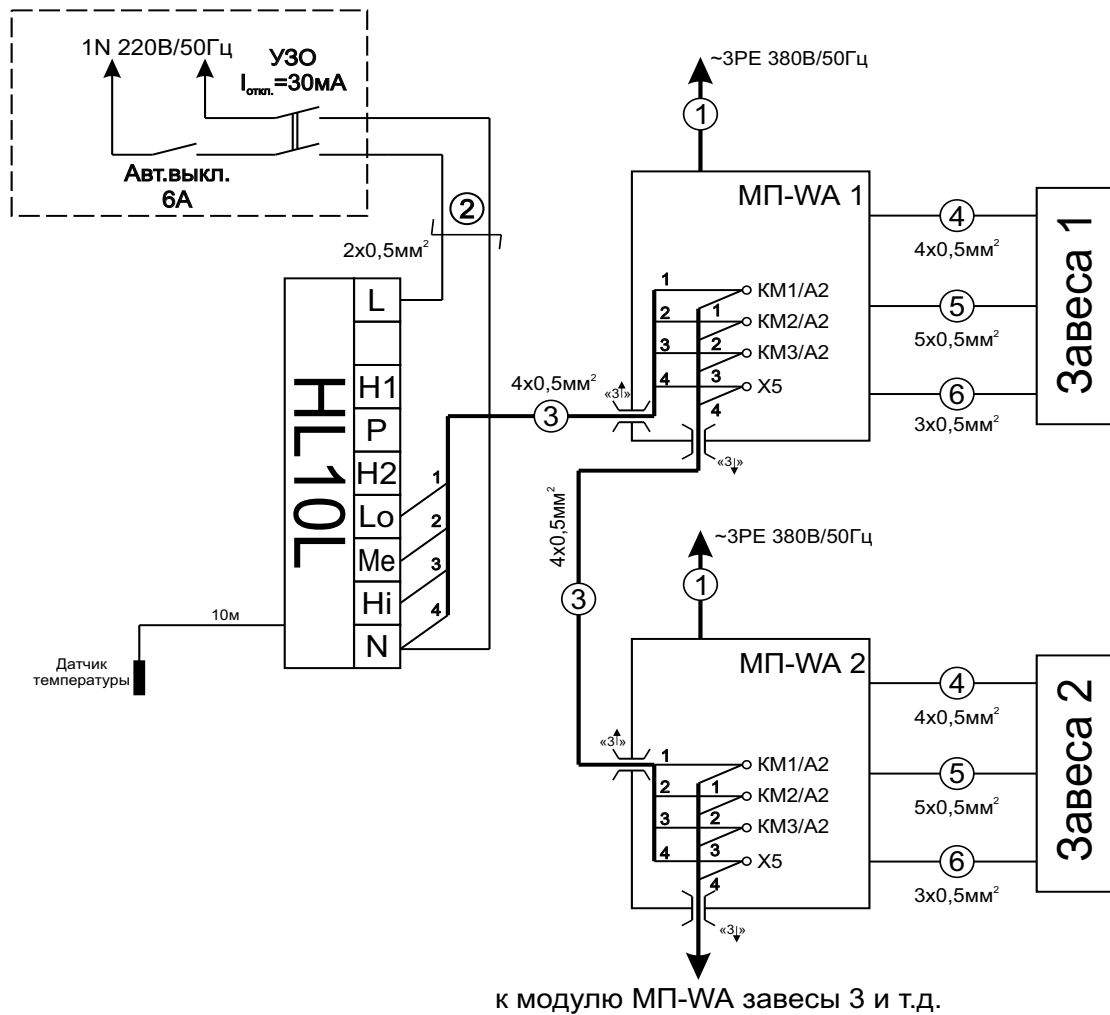 1N 220В/50Гц
УЗО
Iоткл.=30мА
Авт.выкл.
6А
2
2х0,5мм²
HL10L
L
H1
P
H2
Lo
Me
Hi
N
1
2
3
4
10м
Датчик
температуры
4х0,5мм²
3
«3»
~3РЕ 380В/50Гц
1
МП-WA 1
1
2
3
4
КМ1/А2
КМ2/А2
КМ3/А2
Х5
1
2
3
4
«3»
4
4х0,5мм²
5
5х0,5мм²
6
3х0,5мм²
Завеса 1
4х0,5мм²
3
~3РЕ 380В/50Гц
1
МП-WA 2
«3»
1
2
3
4
КМ1/А2
КМ2/А2
КМ3/А2
Х5
1
2
3
4
«3»
4
4х0,5мм²
5
5х0,5мм²
6
3х0,5мм²
Завеса 2
к модулю МП-WA завесы 3 и т.д.